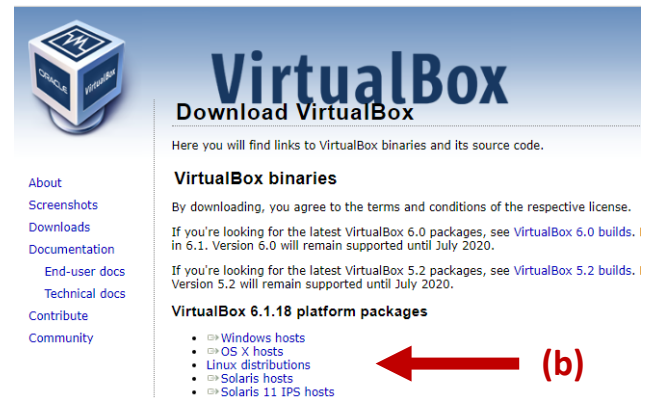 ORACLE
VirtualBox
VirtualBox
Download VirtualBox
Here you will find links to VirtualBox binaries and its source code.
About
Screenshots
Downloads
Documentation
End-user docs
Technical docs
Contribute
Community
VirtualBox binaries
By downloading, you agree to the terms and conditions of the respective license.
If you're looking for the latest VirtualBox 6.0 packages, see VirtualBox 6.0 builds.
in 6.1. Version 6.0 will remain supported until July 2020.
If you're looking for the latest VirtualBox 5.2 packages, see VirtualBox 5.2 builds.
Version 5.2 will remain supported until July 2020.
VirtualBox 6.1.18 platform packages
Windows hosts
OS X hosts
Linux distributions
Solaris hosts
Solaris 11 IPS hosts
(b)